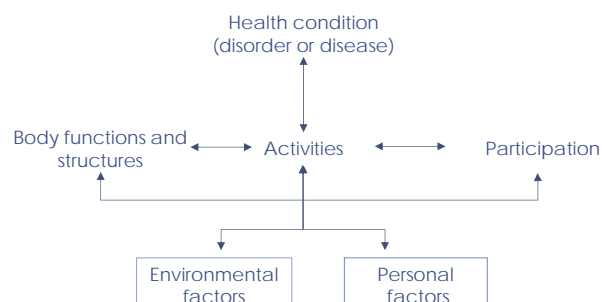 Health condition
(disorder or disease)
Body functions and
structures
Activities
Participation
Environmental
factors
Personal
factors